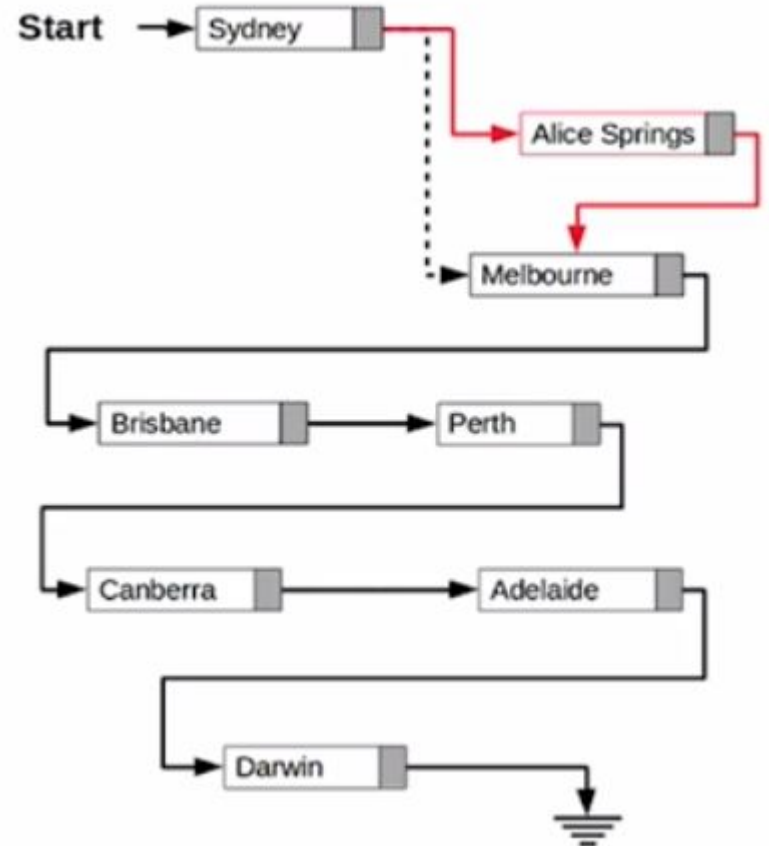 Start
Sydney
Alice Springs
Melbourne
Brisbane
Perth
Canberra
Adelaide
Darwin